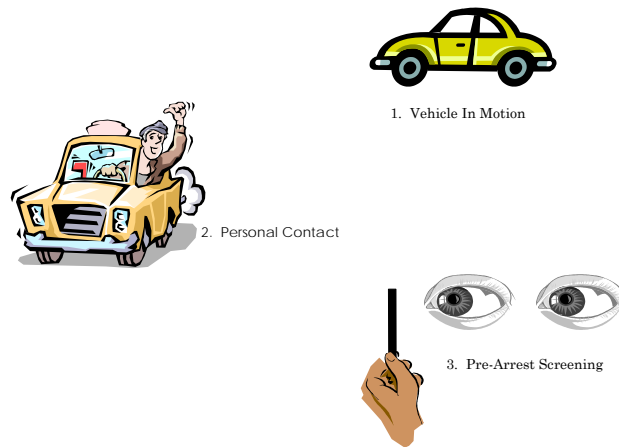 1. Vehicle In Motion
2. Personal Contact
3. Pre-Arrest Screening